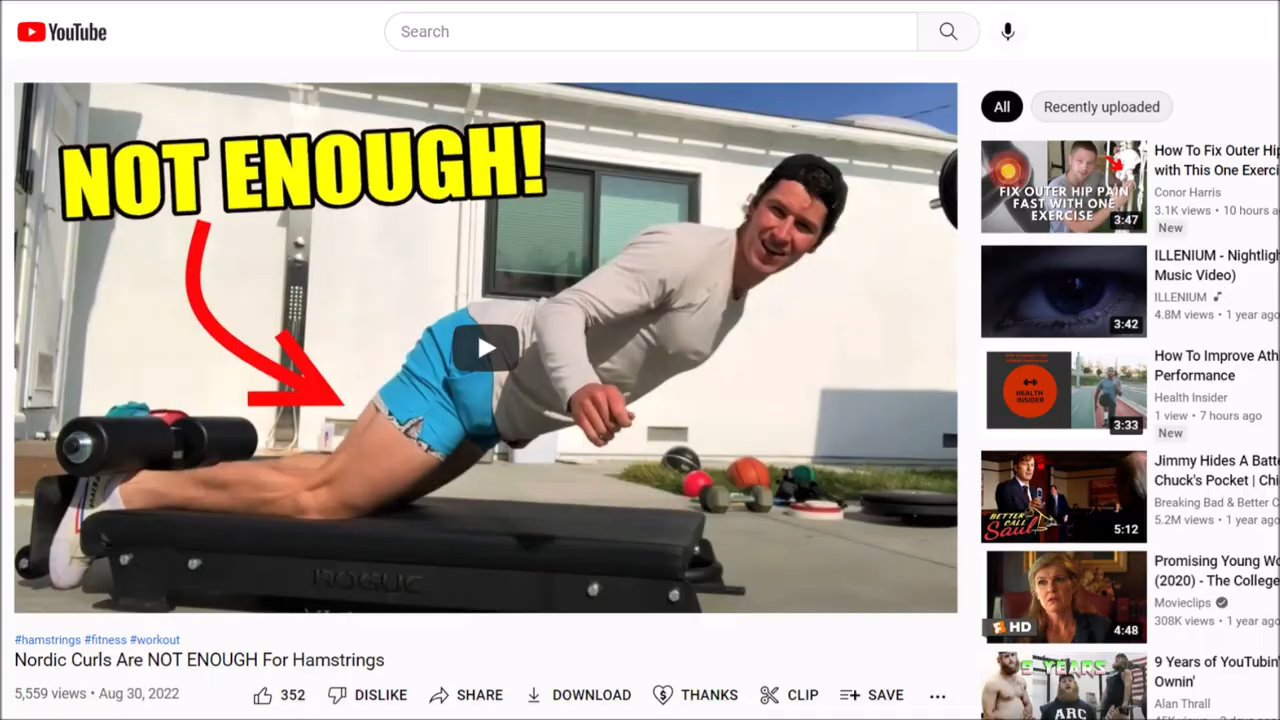 YouTube
Search
NOT ENOUGH!
ROGUE
#hamstrings #fitness #workout
Nordic Curls Are NOT ENOUGH For Hamstrings
5,559 views • Aug 30, 2022
352
DISLIKE
SHARE
DOWNLOAD
THANKS
CLIP
SAVE
All
Recently uploaded
FIX OUTER HIP PAIN
FAST WITH ONE
EXERCISE
3:47
How To Fix Outer Hip
with This One Exerci
Conor Harris
3.1K views • 10 hours a
New
3:42
ILLENIUM - Nightligh
Music Video)
ILLENIUM
4.8M views • 1 year ago
HEALTH
INSIDER
3:33
How To Improve Ath
Performance
Health Insider
1 view • 7 hours ago
New
BETTER
CALL
Saul
5:12
Jimmy Hides A Batte
Chuck's Pocket | Chi
Breaking Bad & Better C
5.2M views • 1 year ago
HD
4:48
Promising Young Wo
(2020) - The College
Movieclips
308K views • 1 year ago
9 YEARS
ARC
9 Years of YouTubin'
Ownin'
Alan Thrall